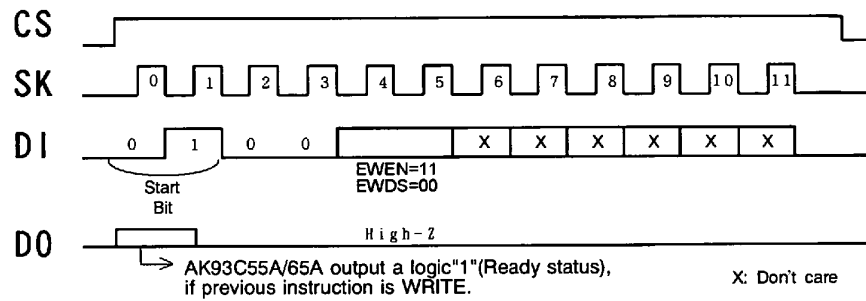 CS
SK 0 1 2 3 4 5 6 7 8 9 10 11
DI 0 1 0 0 X X X X X X
Start
Bit
EWEN=11
EWDS=00
DO High-Z
AK93C55A/65A output a logic"1"(Ready status),
if previous instruction is WRITE.
X: Don't care